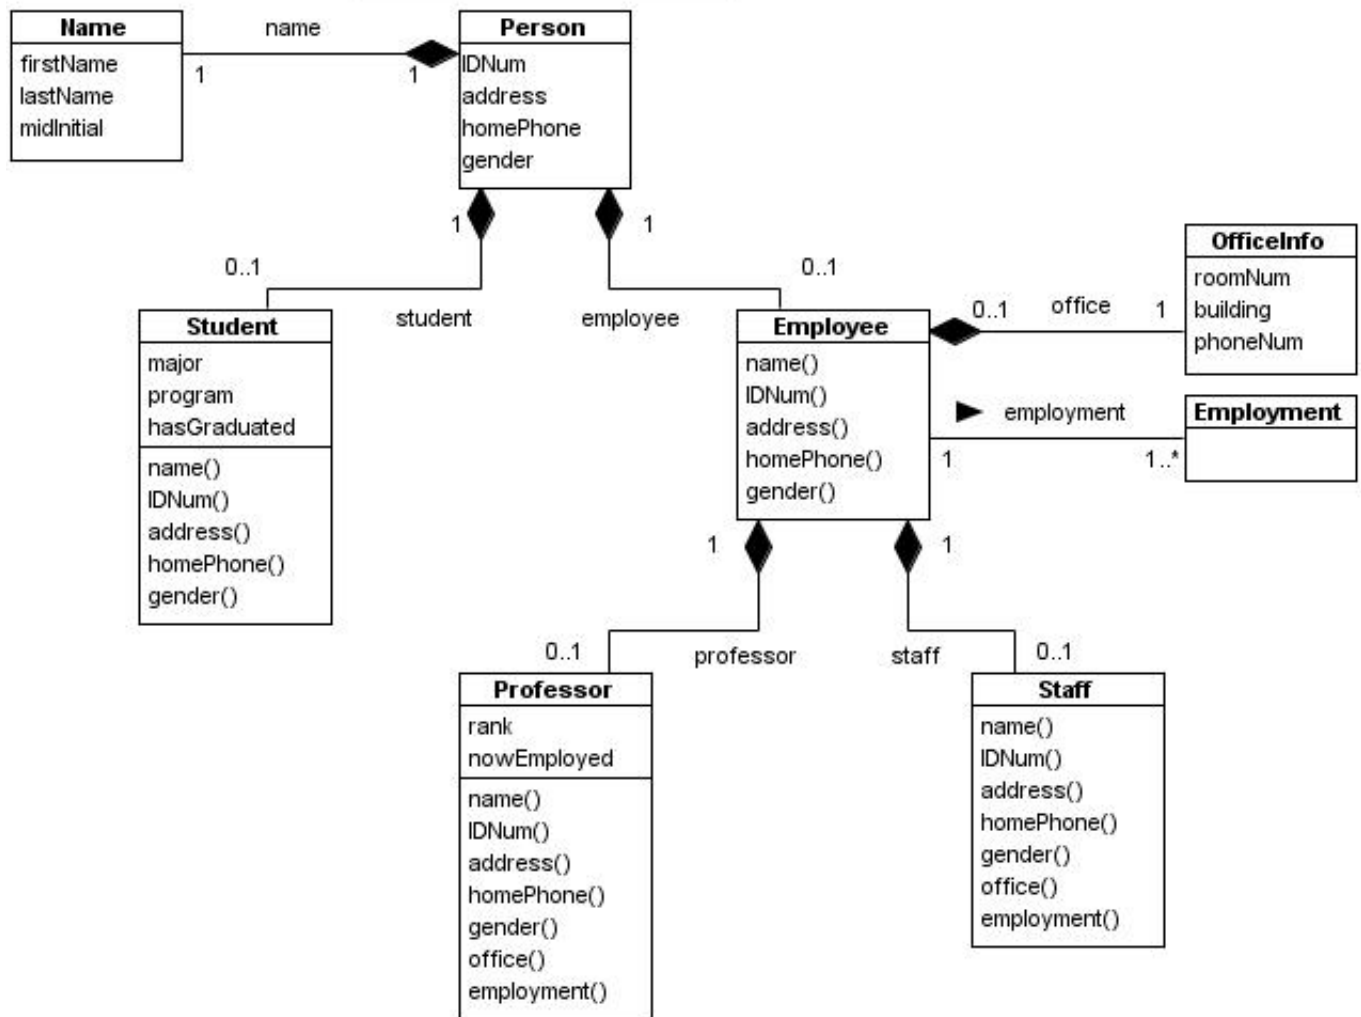 Name
firstName
lastName
midInitial
name
1
1
Person
IDNum
address
homePhone
gender
1
1
0..1
0..1
student
employee
Student
major
program
hasGraduated
name()
IDNum()
address()
homePhone()
gender()
Employee
name()
IDNum()
address()
homePhone()
gender()
0..1
office
1
OfficeInfo
roomNum
building
phoneNum
employment
1
1..*
Employment
1
1
0..1
professor
staff
0..1
Professor
rank
nowEmployed
name()
IDNum()
address()
homePhone()
gender()
office()
employment()
Staff
name()
IDNum()
address()
homePhone()
gender()
office()
employment()